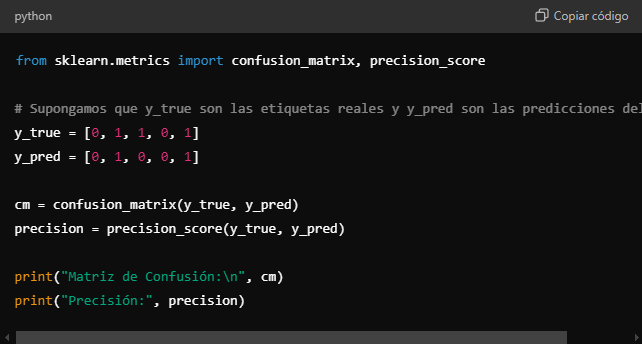 python
Copiar código
from sklearn.metrics import confusion_matrix, precision_score
# Supongamos que y_true son las etiquetas reales y y_pred son las predicciones del
y_true = [0, 1, 1, 0, 1]
y_pred = [0, 1, 0, 0, 1]
cm = confusion_matrix(y_true, y_pred)
precision = precision_score(y_true, y_pred)
print("Matriz de Confusión:\n", cm)
print("Precisión:", precision)